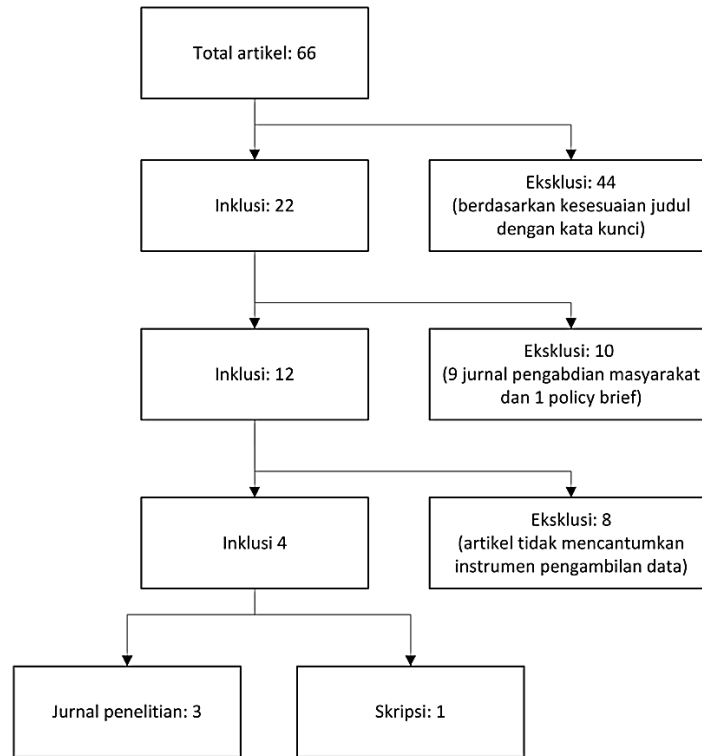 Total artikel: 66
Inklusi: 22
Eksklusi: 44
(berdasarkan kesesuaian judul
dengan kata kunci)
Inklusi: 12
Eksklusi: 10
(9 jurnal pengabdian masyarakat
dan 1 policy brief)
Inklusi 4
Eksklusi: 8
(artikel tidak mencantumkan
instrumen pengambilan data)
Jurnal penelitian: 3
Skripsi: 1